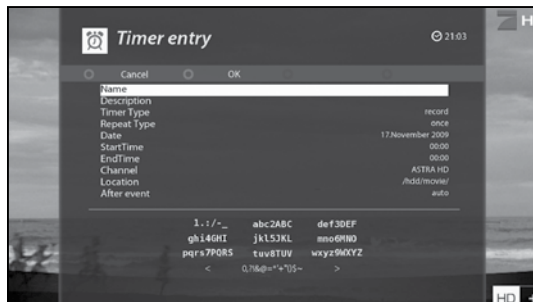 Timer entry
21:03
Cancel OK
Name
Description
Timer Type record
Repeat Type once
Date 17.November 2009
StartTime 00:00
EndTime 00:00
Channel ASTRA HD
Location /hdd/movie/
After event auto
1.:/-_ abc2ABC def3DEF
ghi4GHI jkl5JKL mno6MNO
pqrs7PQRS tuv8TUV wxyz9WXYZ
< >
HD